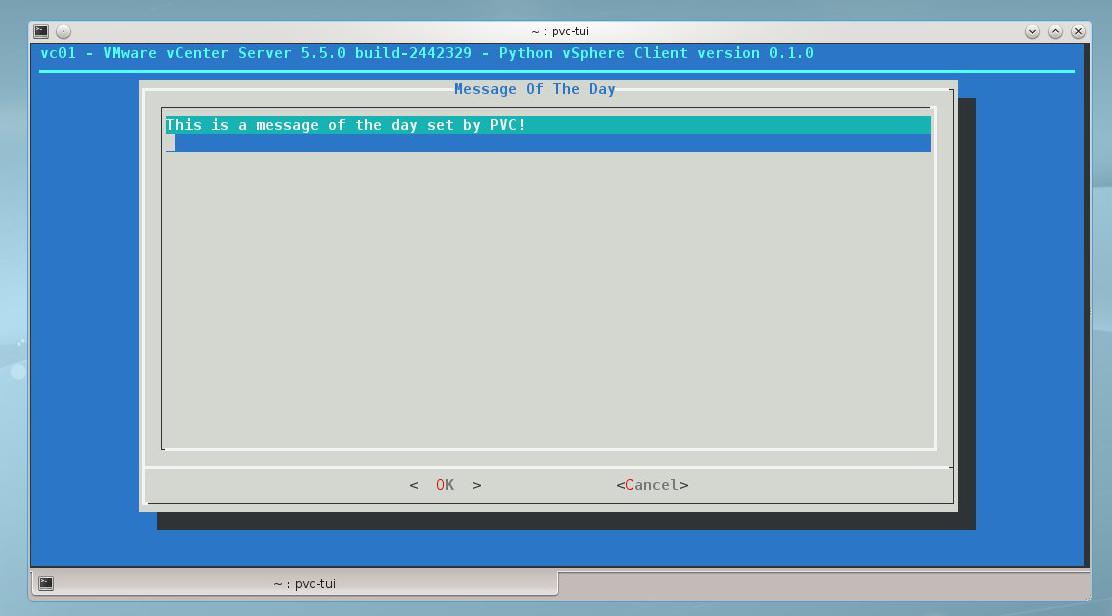 ~ : pvc-tui
vc01 - VMware vCenter Server 5.5.0 build-2442329 - Python vSphere Client version 0.1.0
Message Of The Day
This is a message of the day set by PVC!
<  OK  > <Cancel>
~ : pvc-tui